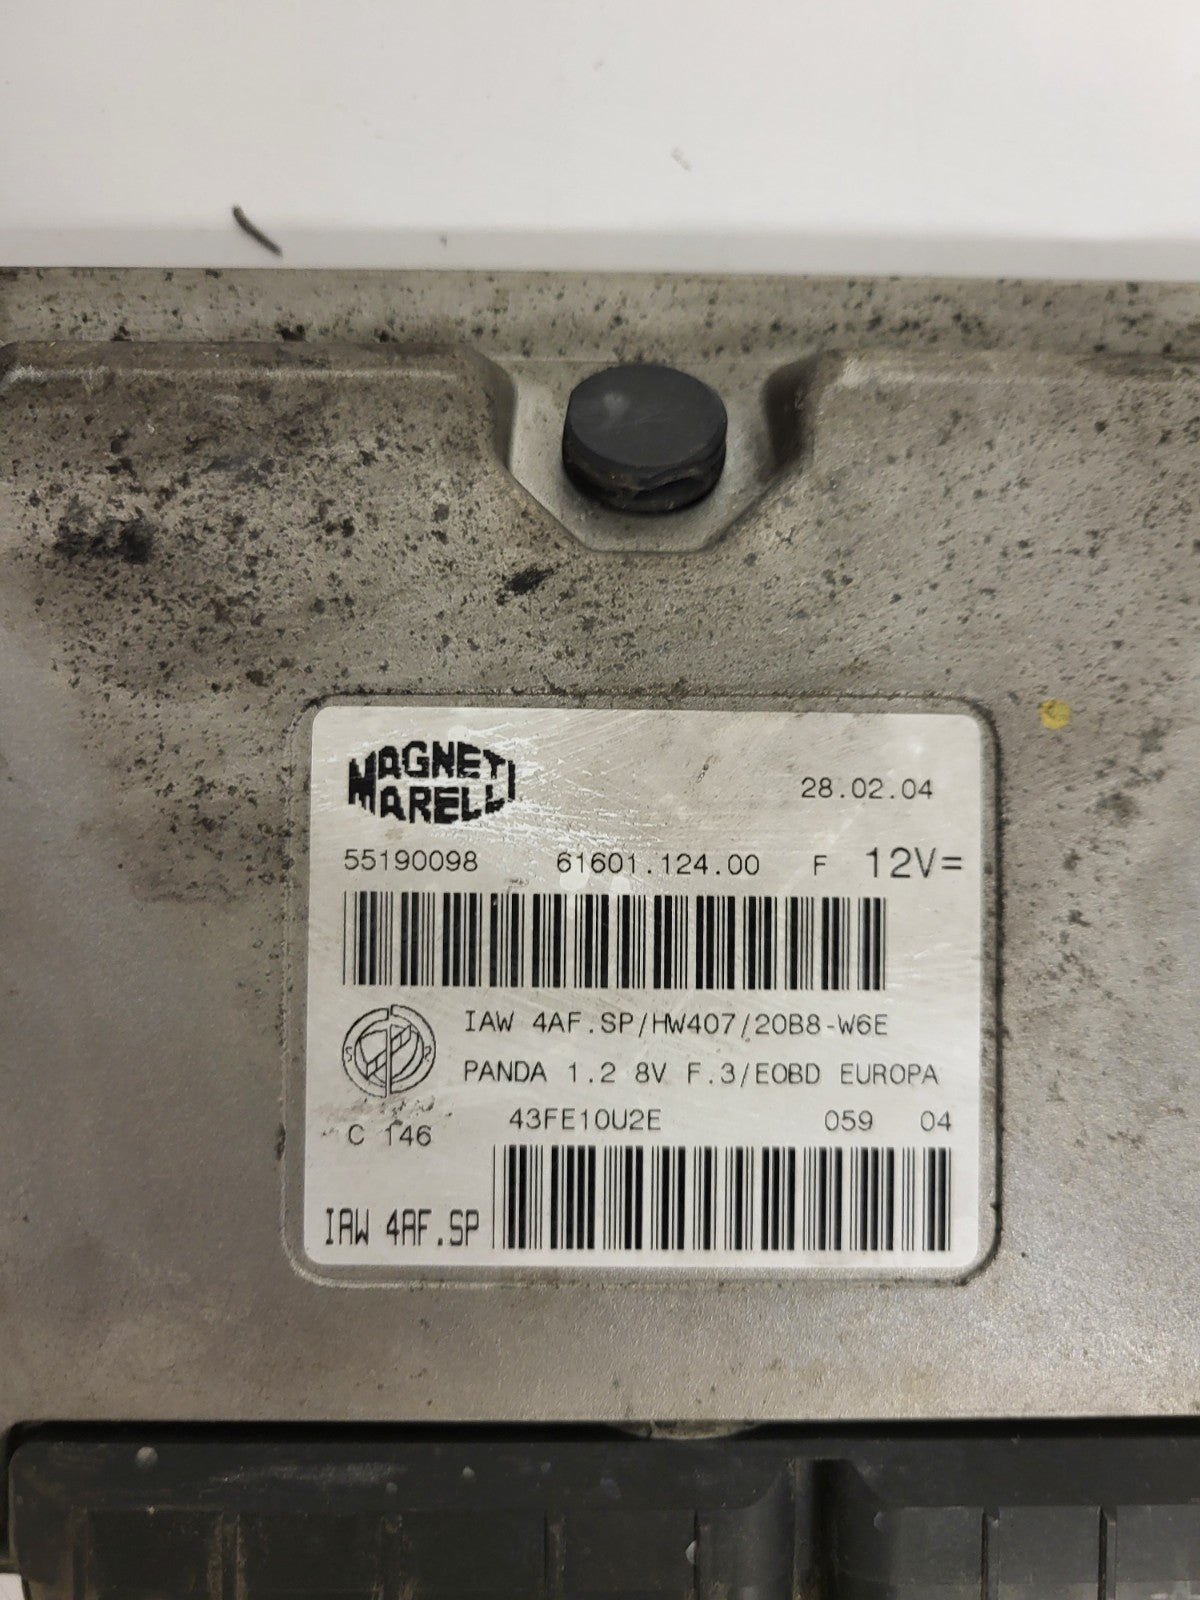 MAGNETI
MARELLI
28.02.04
55190098 61601.124.00 F 12V=
IAW 4AF.SP/HW407/20B8-W6E
PANDA 1.2 8V F.3/EOBD EUROPA
43FE10U2E 059 04
C 146
IAW 4AF.SP